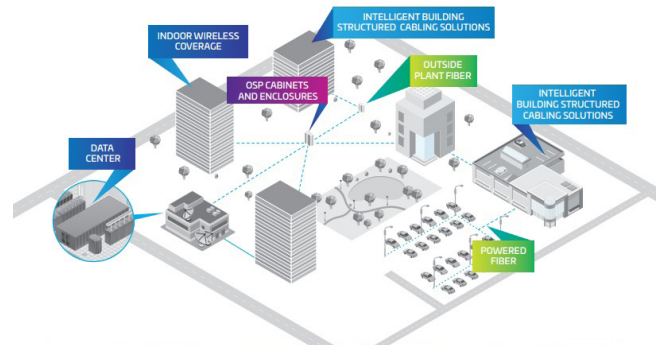 INTELLIGENT BUILDING
STRUCTURED CABLING SOLUTIONS
INDOOR WIRELESS
COVERAGE
OSP CABINETS
AND ENCLOSURES
OUTSIDE
PLANT FIBER
INTELLIGENT
BUILDING STRUCTURED
CABLING SOLUTIONS
DATA
CENTER
POWERED
FIBER